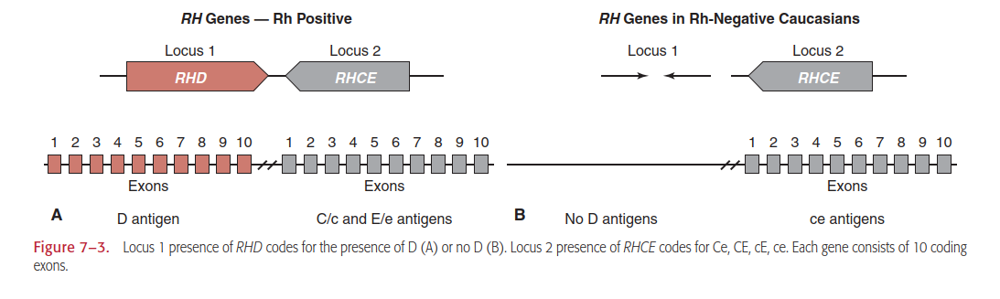 RH Genes — Rh Positive
RH Genes in Rh-Negative Caucasians
Locus 1
Locus 2
Locus 1
Locus 2
RHD
RHCE
RHCE
1 2 3 4 5 6 7 8 9 10
1 2 3 4 5 6 7 8 9 10
1 2 3 4 5 6 7 8 9 10
Exons
Exons
Exons
A
D antigen
C/c and E/e antigens
B
No D antigens
ce antigens
Figure 7–3. Locus 1 presence of RHD codes for the presence of D (A) or no D (B). Locus 2 presence of RHCE codes for Ce, CE, cE, ce. Each gene consists of 10 coding
exons.